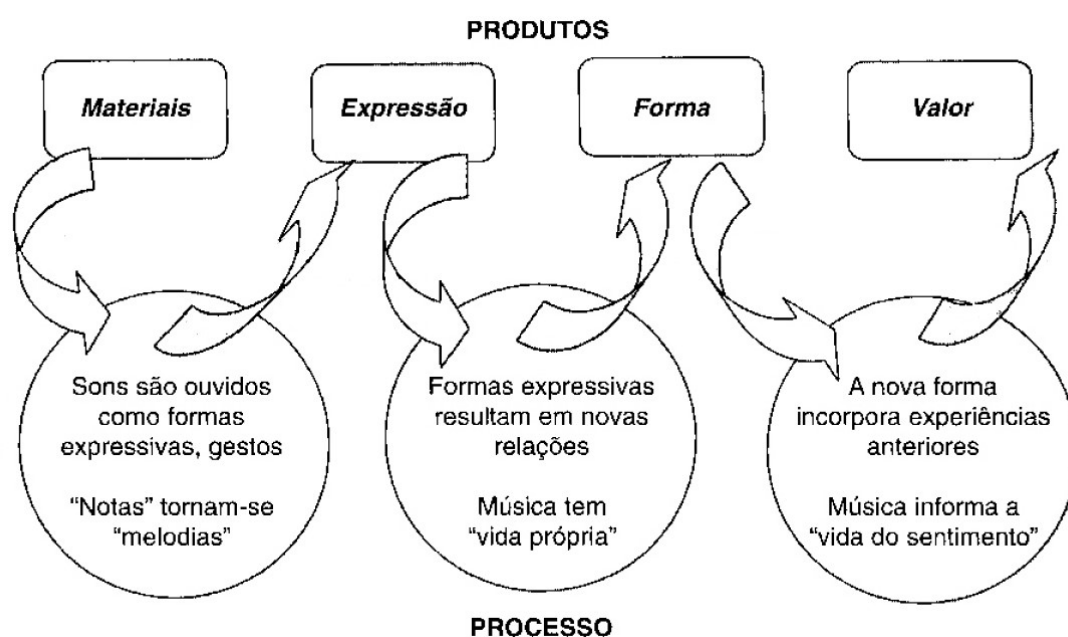 PRODUTOS
Materiais
Expressão
Forma
Valor
Sons são ouvidos
como formas
expressivas, gestos
"Notas" tornam-se
"melodias"
Formas expressivas
resultam em novas
relações
Música tem
"vida própria"
A nova forma
incorpora experiências
anteriores
Música informa a
"vida do sentimento"
PROCESSO